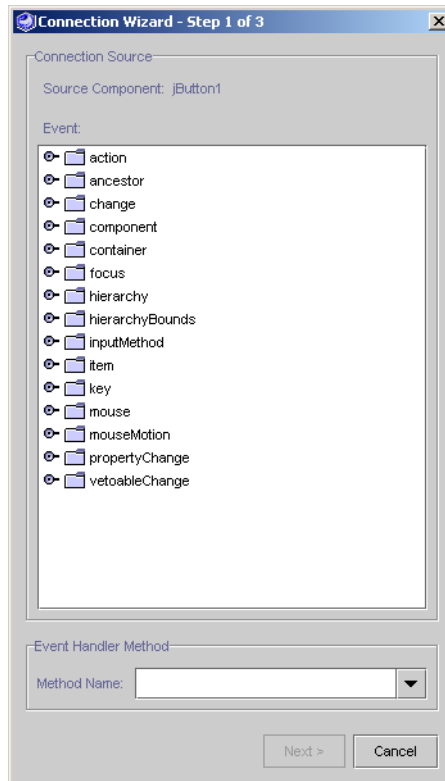 Connection Wizard - Step 1 of 3
Connection Source
Source Component: jButton1
Event:
action
ancestor
change
component
container
focus
hierarchy
hierarchyBounds
inputMethod
item
key
mouse
mouseMotion
propertyChange
vetoableChange
Event Handler Method
Method Name:
Next >
Cancel